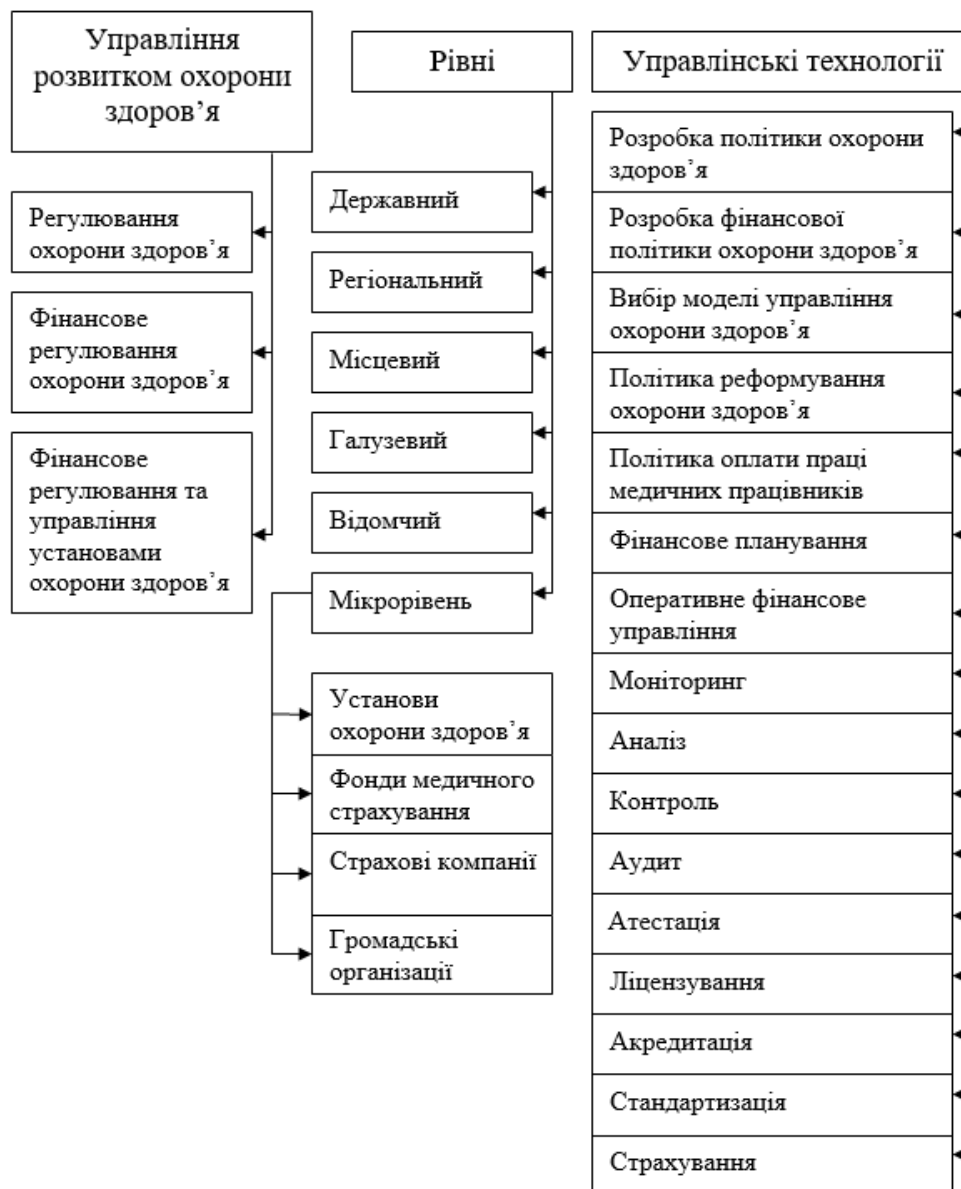 Управління
розвитком охорони
здоров’я
Регулювання
охорони здоров’я
Фінансове
регулювання
охорони здоров’я
Фінансове
регулювання та
управління
установами
охорони здоров’я
Рівні
Державний
Регіональний
Місцевий
Галузевий
Відомчий
Мікрорівень
Установи
охорони здоров’я
Фонди медичного
страхування
Страхові компанії
Громадські
організації
Управлінські технології
Розробка політики охорони
здоров’я
Розробка фінансової
політики охорони здоров’я
Вибір моделі управління
охорони здоров’я
Політика реформування
охорони здоров’я
Політика оплати праці
медичних працівників
Фінансове планування
Оперативне фінансове
управління
Моніторинг
Аналіз
Контроль
Аудит
Атестація
Ліцензування
Акредитація
Стандартизація
Страхування